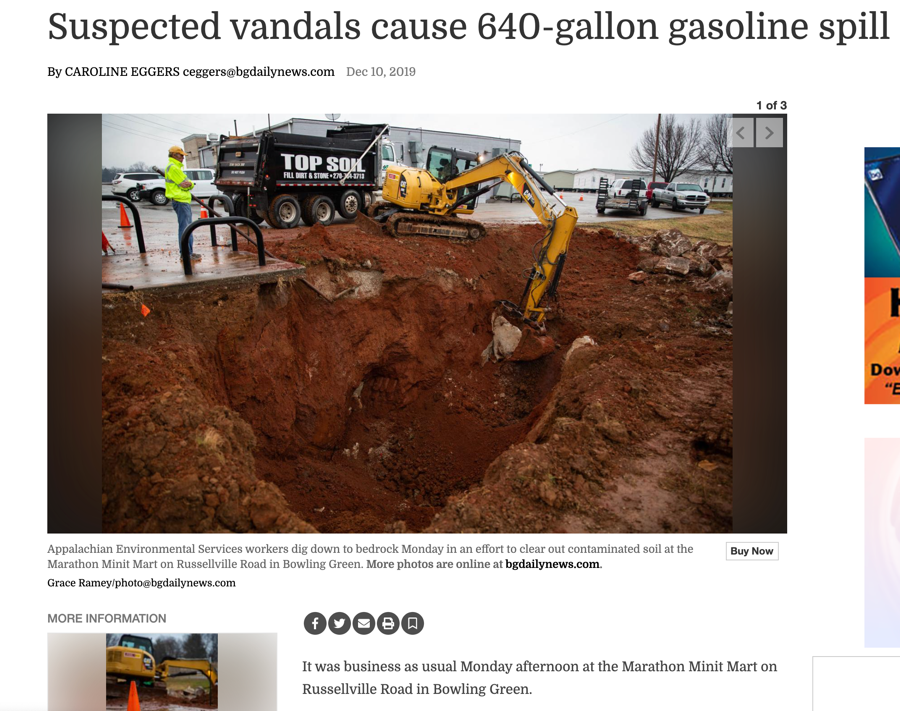 Suspected vandals cause 640-gallon gasoline spill
By CAROLINE EGGERS ceggers@bgdailynews.com Dec 10, 2019
1 of 3
TOP SOIL
FILL DIRT & STONE • 270-
Appalachian Environmental Services workers dig down to bedrock Monday in an effort to clear out contaminated soil at the
Marathon Minit Mart on Russellville Road in Bowling Green. More photos are online at bgdailynews.com.
Buy Now
Grace Ramey/photo@bgdailynews.com
MORE INFORMATION
It was business as usual Monday afternoon at the Marathon Minit Mart on
Russellville Road in Bowling Green.